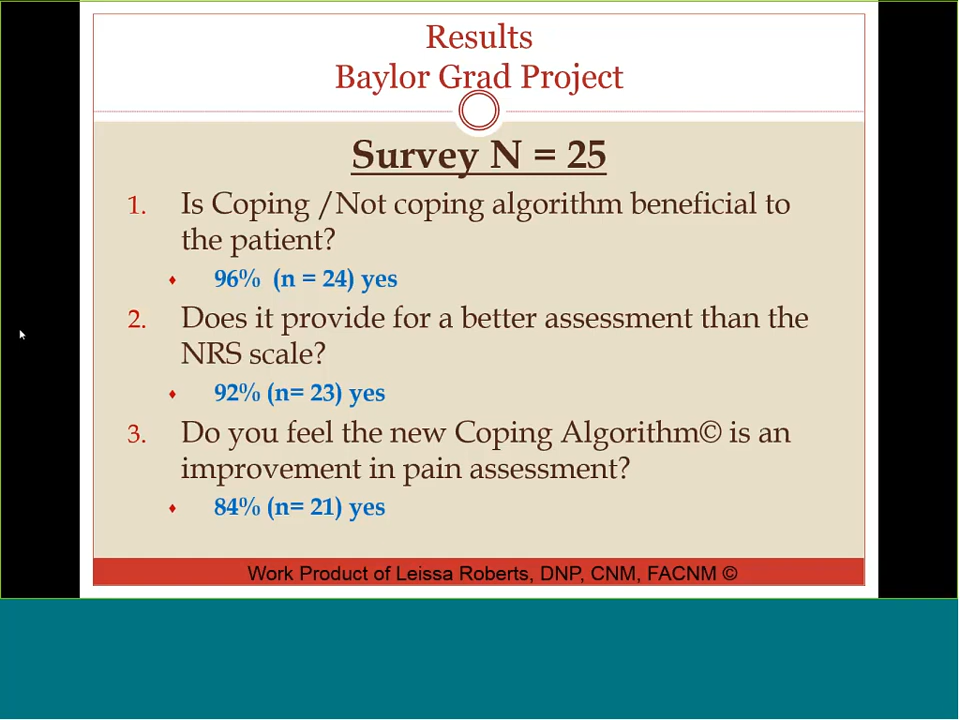 Results
Baylor Grad Project
Survey N = 25
1. Is Coping /Not coping algorithm beneficial to
the patient?
♦ 96% (n = 24) yes
2. Does it provide for a better assessment than the
NRS scale?
♦ 92% (n= 23) yes
3. Do you feel the new Coping Algorithm© is an
improvement in pain assessment?
♦ 84% (n= 21) yes
Work Product of Leissa Roberts, DNP, CNM, FACNM ©